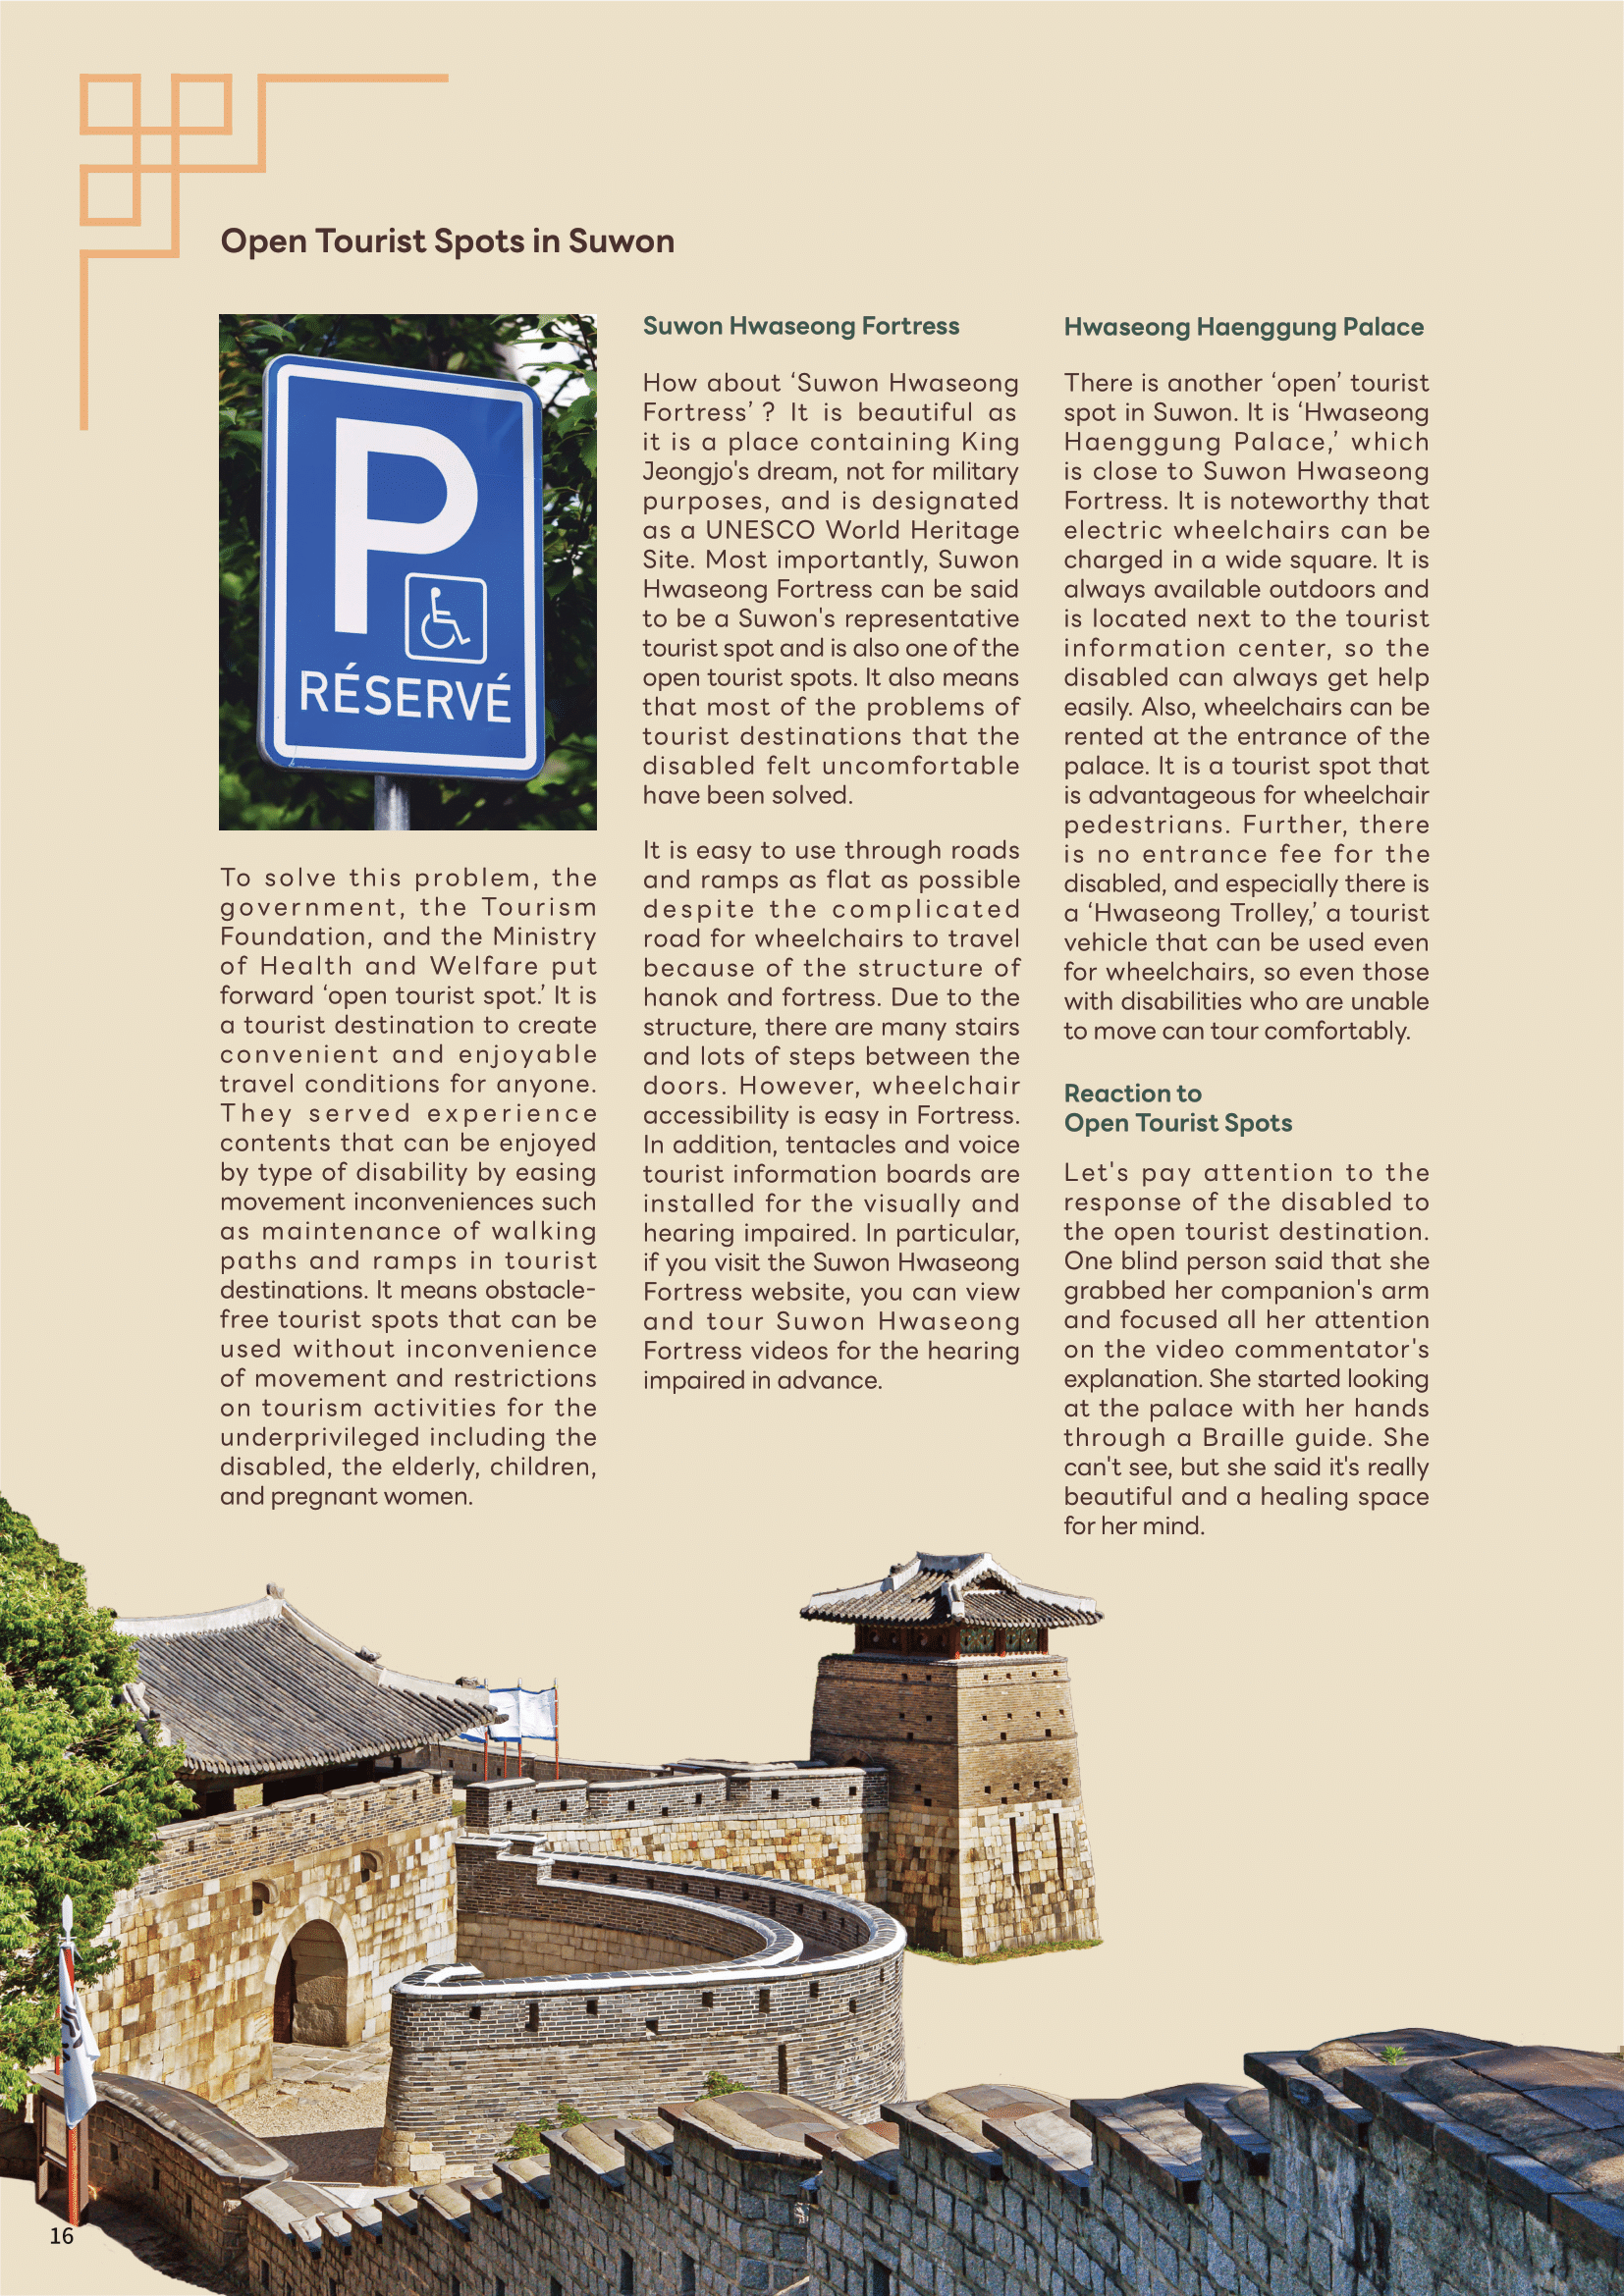 Open Tourist Spots in Suwon
P
RÉSERVÉ
To solve this problem, the
government, the Tourism
Foundation, and the Ministry
of Health and Welfare put
forward ‘open tourist spot.’ It is
a tourist destination to create
convenient and enjoyable
travel conditions for anyone.
They served experience
contents that can be enjoyed
by type of disability by easing
movement inconveniences such
as maintenance of walking
paths and ramps in tourist
destinations. It means obstacle-
free tourist spots that can be
used without inconvenience
of movement and restrictions
on tourism activities for the
underprivileged including the
disabled, the elderly, children,
and pregnant women.
Suwon Hwaseong Fortress
How about ‘Suwon Hwaseong
Fortress’ ? It is beautiful as
it is a place containing King
Jeongjo's dream, not for military
purposes, and is designated
as a UNESCO World Heritage
Site. Most importantly, Suwon
Hwaseong Fortress can be said
to be a Suwon's representative
tourist spot and is also one of the
open tourist spots. It also means
that most of the problems of
tourist destinations that the
disabled felt uncomfortable
have been solved.
It is easy to use through roads
and ramps as flat as possible
despite the complicated
road for wheelchairs to travel
because of the structure of
hanok and fortress. Due to the
structure, there are many stairs
and lots of steps between the
doors. However, wheelchair
accessibility is easy in Fortress.
In addition, tentacles and voice
tourist information boards are
installed for the visually and
hearing impaired. In particular,
if you visit the Suwon Hwaseong
Fortress website, you can view
and tour Suwon Hwaseong
Fortress videos for the hearing
impaired in advance.
Hwaseong Haenggung Palace
There is another ‘open’ tourist
spot in Suwon. It is ‘Hwaseong
Haenggung Palace,’ which
is close to Suwon Hwaseong
Fortress. It is noteworthy that
electric wheelchairs can be
charged in a wide square. It is
always available outdoors and
is located next to the tourist
information center, so the
disabled can always get help
easily. Also, wheelchairs can be
rented at the entrance of the
palace. It is a tourist spot that
is advantageous for wheelchair
pedestrians. Further, there
is no entrance fee for the
disabled, and especially there is
a ‘Hwaseong Trolley,’ a tourist
vehicle that can be used even
for wheelchairs, so even those
with disabilities who are unable
to move can tour comfortably.
Reaction to
Open Tourist Spots
Let's pay attention to the
response of the disabled to
the open tourist destination.
One blind person said that she
grabbed her companion's arm
and focused all her attention
on the video commentator's
explanation. She started looking
at the palace with her hands
through a Braille guide. She
can't see, but she said it's really
beautiful and a healing space
for her mind.
16